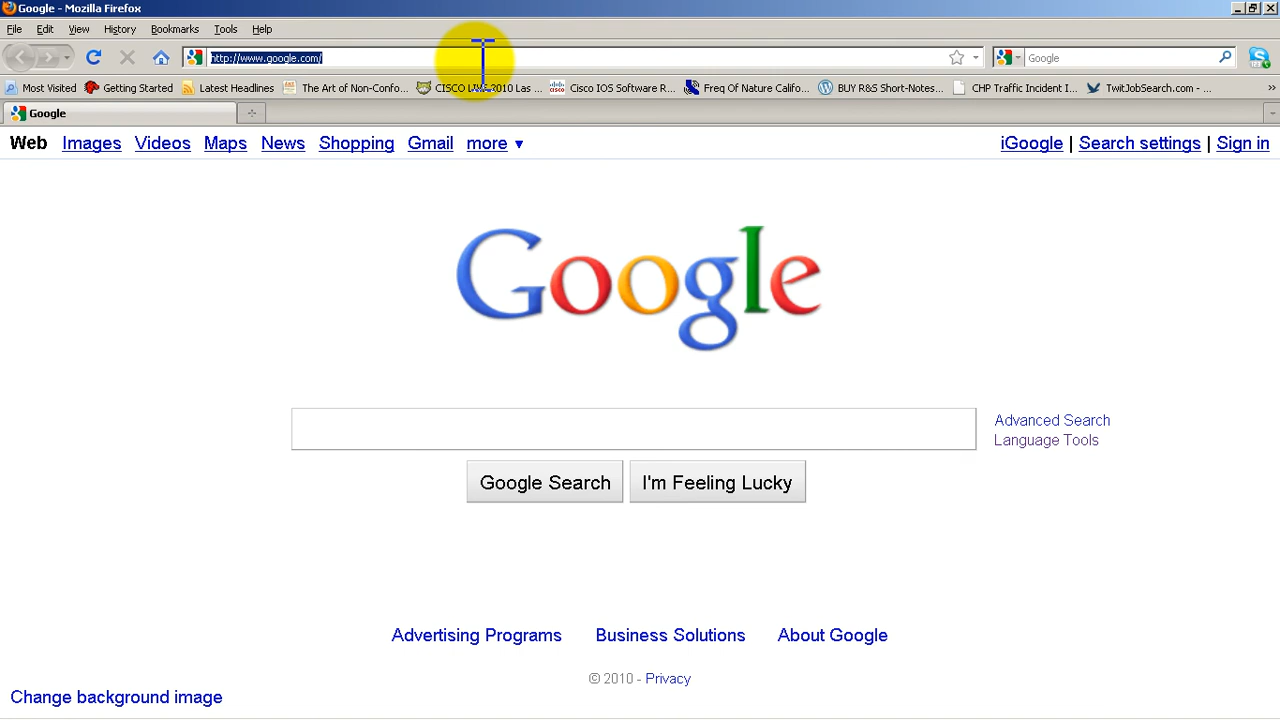 Google - Mozilla Firefox
File Edit View History Bookmarks Tools Help
http://www.google.com/ Google
Most Visited Getting Started Latest Headlines The Art of Non-Confo... CISCO LIVE 2010 Las ... Cisco IOS Software R... Freq Of Nature Califo... BUY R&S Short-Notes... CHP Traffic Incident I... TwitJobSearch.com - ... »
Google
Web Images Videos Maps News Shopping Gmail more ▼ iGoogle | Search settings | Sign in
Google
Advanced Search
Language Tools
Google Search I'm Feeling Lucky
Advertising Programs Business Solutions About Google
© 2010 - Privacy
Change background image